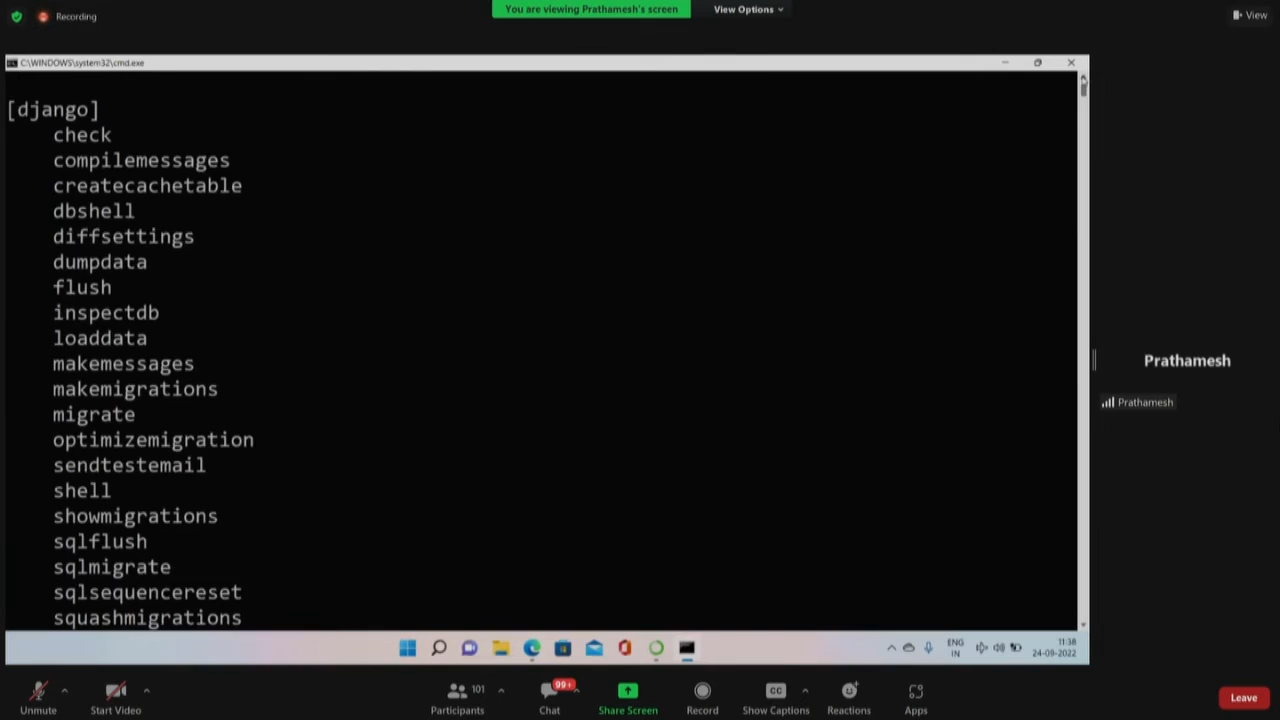 Recording
You are viewing Prathamesh's screen
View Options
View
C:\WINDOWS\system32\cmd.exe
[django]
check
compilemessages
createcachetable
dbshell
diffsettings
dumpdata
flush
inspectdb
loaddata
makemessages
makemigrations
migrate
optimizemigration
sendtestemail
shell
showmigrations
sqlflush
sqlmigrate
sqlsequencereset
squashmigrations
Prathamesh
Prathamesh
ENG
IN
11:38
24-09-2022
Unmute
Start Video
101
Participants
99+
Chat
Share Screen
Record
CC
Show Captions
Reactions
Apps
Leave